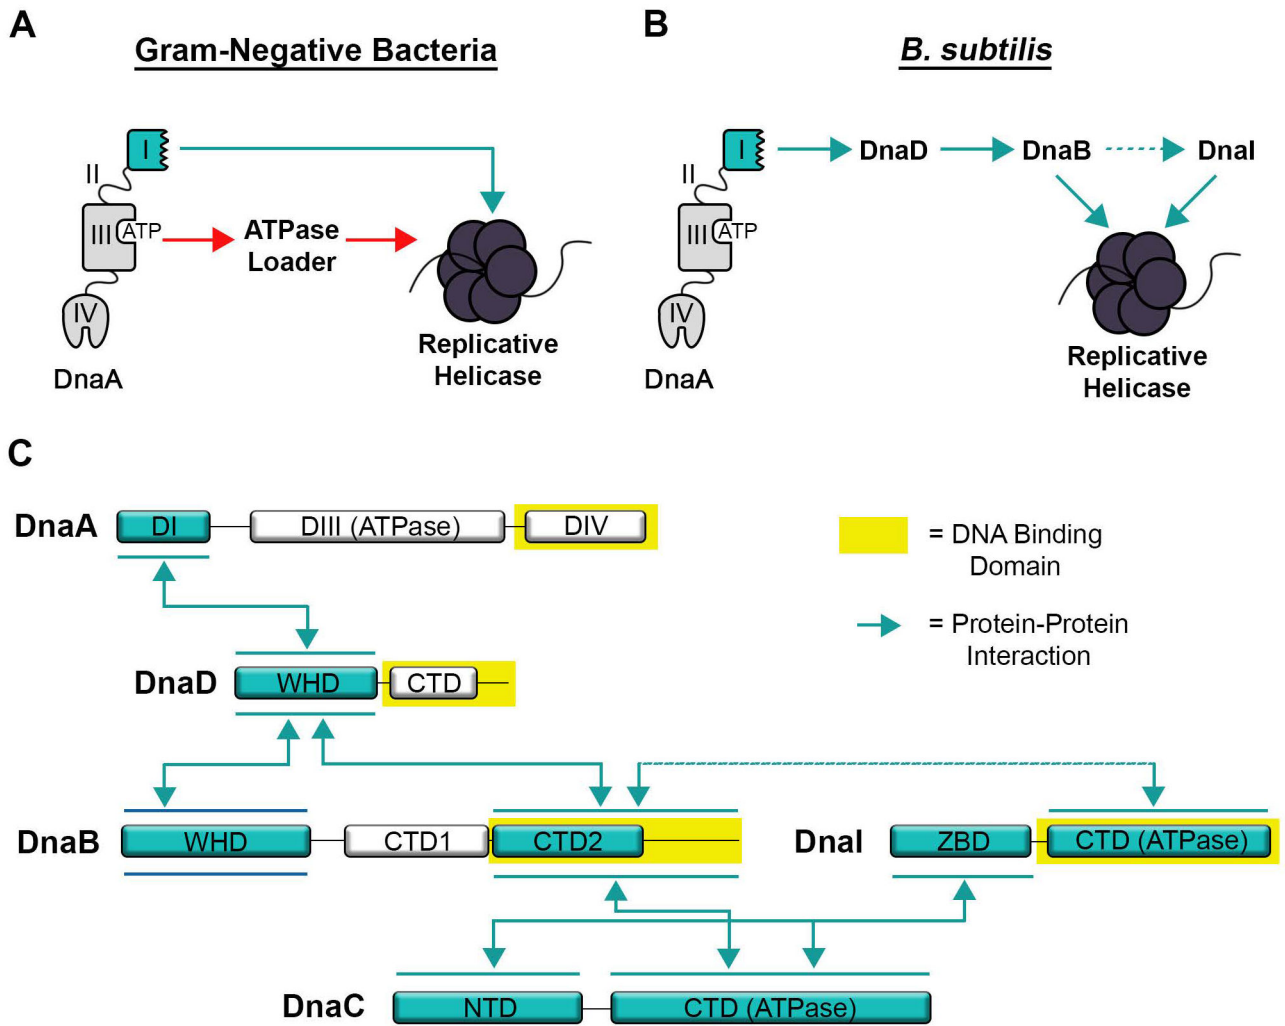 A
Gram-Negative Bacteria
I
II
III
ATP
ATPase
Loader
IV
DnaA
Replicative
Helicase
B
B. subtilis
I
DnaD
DnaB
DnaI
II
III
ATP
IV
DnaA
Replicative
Helicase
C
DnaA
DI
DIII (ATPase)
DIV
= DNA Binding
Domain
= Protein-Protein
Interaction
DnaD
WHD
CTD
DnaB
WHD
CTD1
CTD2
DnaI
ZBD
CTD (ATPase)
DnaC
NTD
CTD (ATPase)